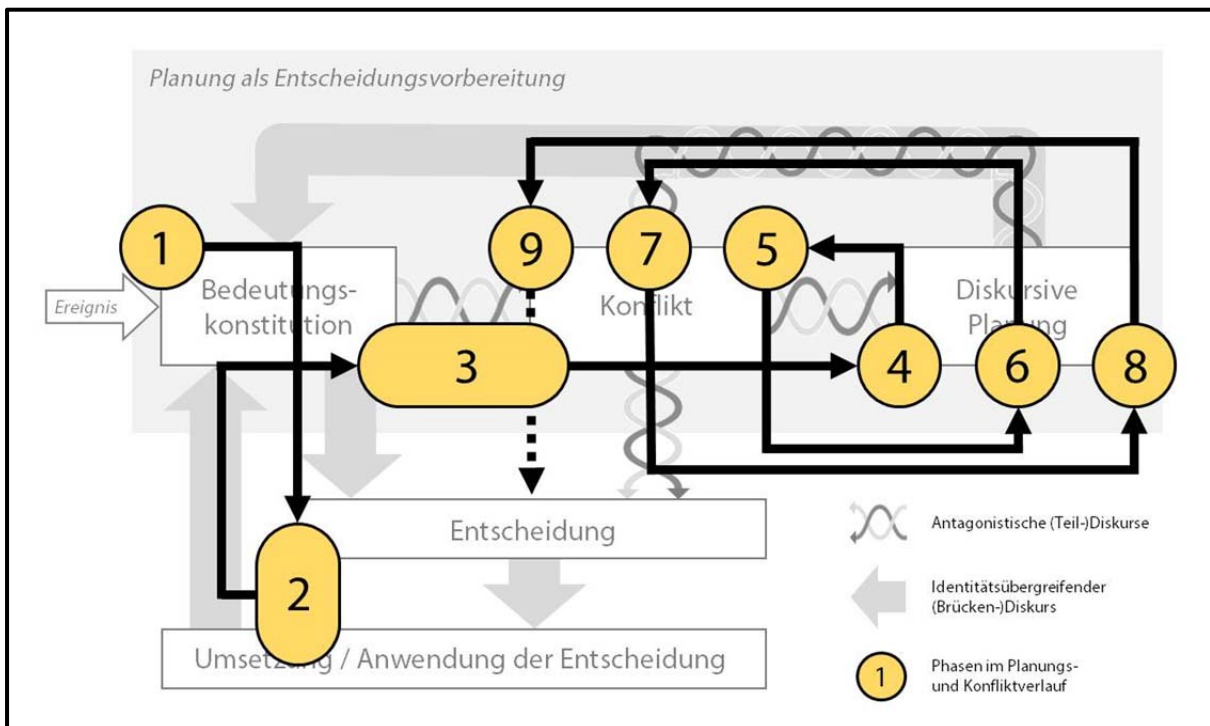 Planung als Entscheidungsvorbereitung
1
9
7
5
Ereignis
Bedeutungs-
konstitution
Konflikt
Diskursive
Planung
3
4
6
8
Entscheidung
2
Umsetzung / Anwendung der Entscheidung
Antagonistische (Teil-)Diskurse
Identitätsübergreifender
(Brücken-)Diskurs
1
Phasen im Planungs-
und Konfliktverlauf